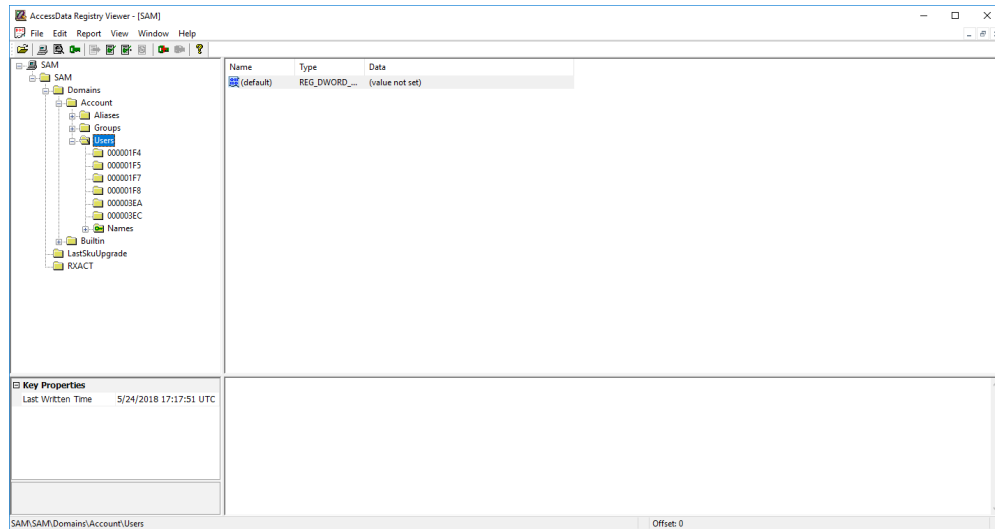 AccessData Registry Viewer - [SAM]
File Edit Report View Window Help
SAM
SAM
Domains
Account
Aliases
Groups
Users
000001F4
000001F5
000001F7
000001F8
000003EA
000003EC
Names
Builtin
LastSkuUpgrade
RXACT
Name Type Data
(default) REG_DWORD_... (value not set)
Key Properties
Last Written Time 5/24/2018 17:17:51 UTC
SAM\SAM\Domains\Account\Users Offset: 0